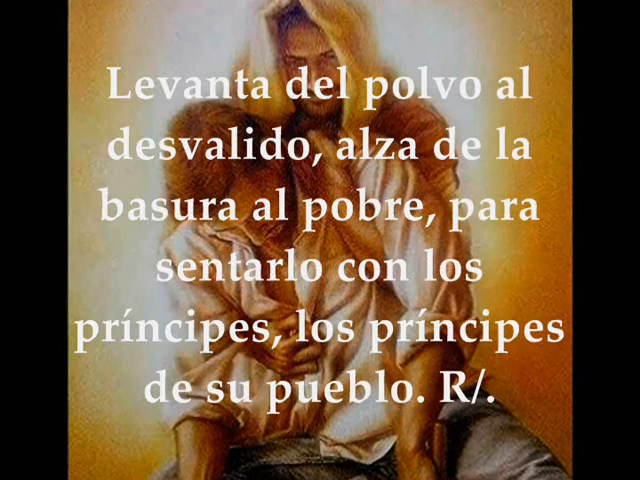 Levanta del polvo al
desvalido, alza de la
basura al pobre, para
sentarlo con los
príncipes, los príncipes
de su pueblo. R/.